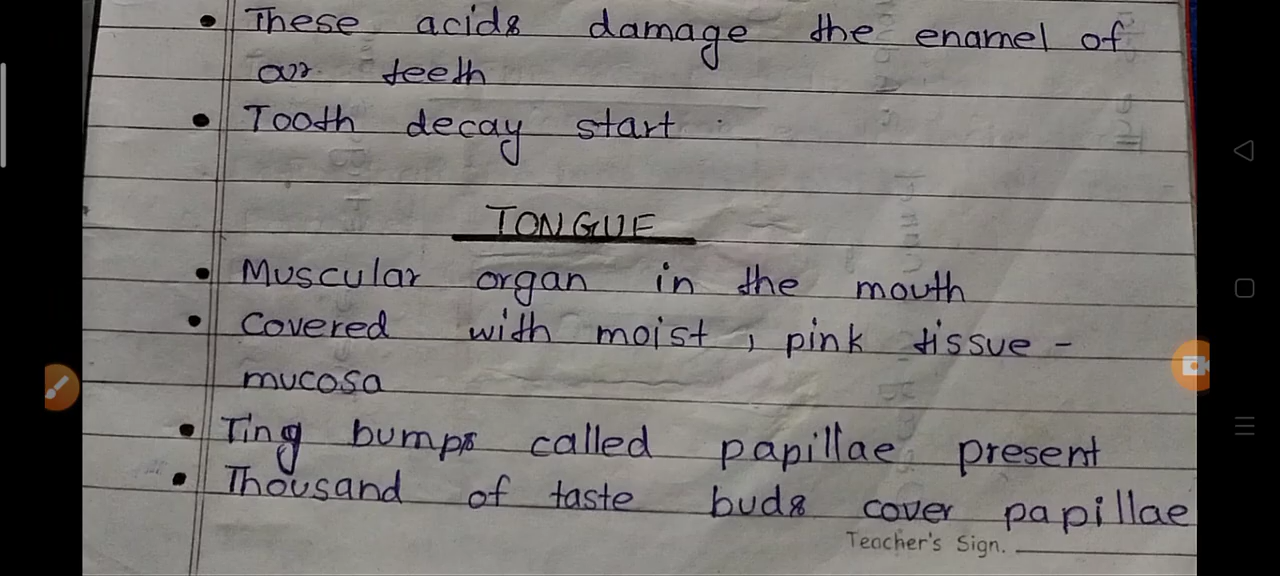 • These acids damage the enamel of
our teeth
• Tooth decay start
TONGUE
• Muscular organ in the mouth
• Covered with moist, pink tissue -
mucosa
• Ting bumps called papillae present
• Thousand of taste buds cover papillae
Teacher's Sign.